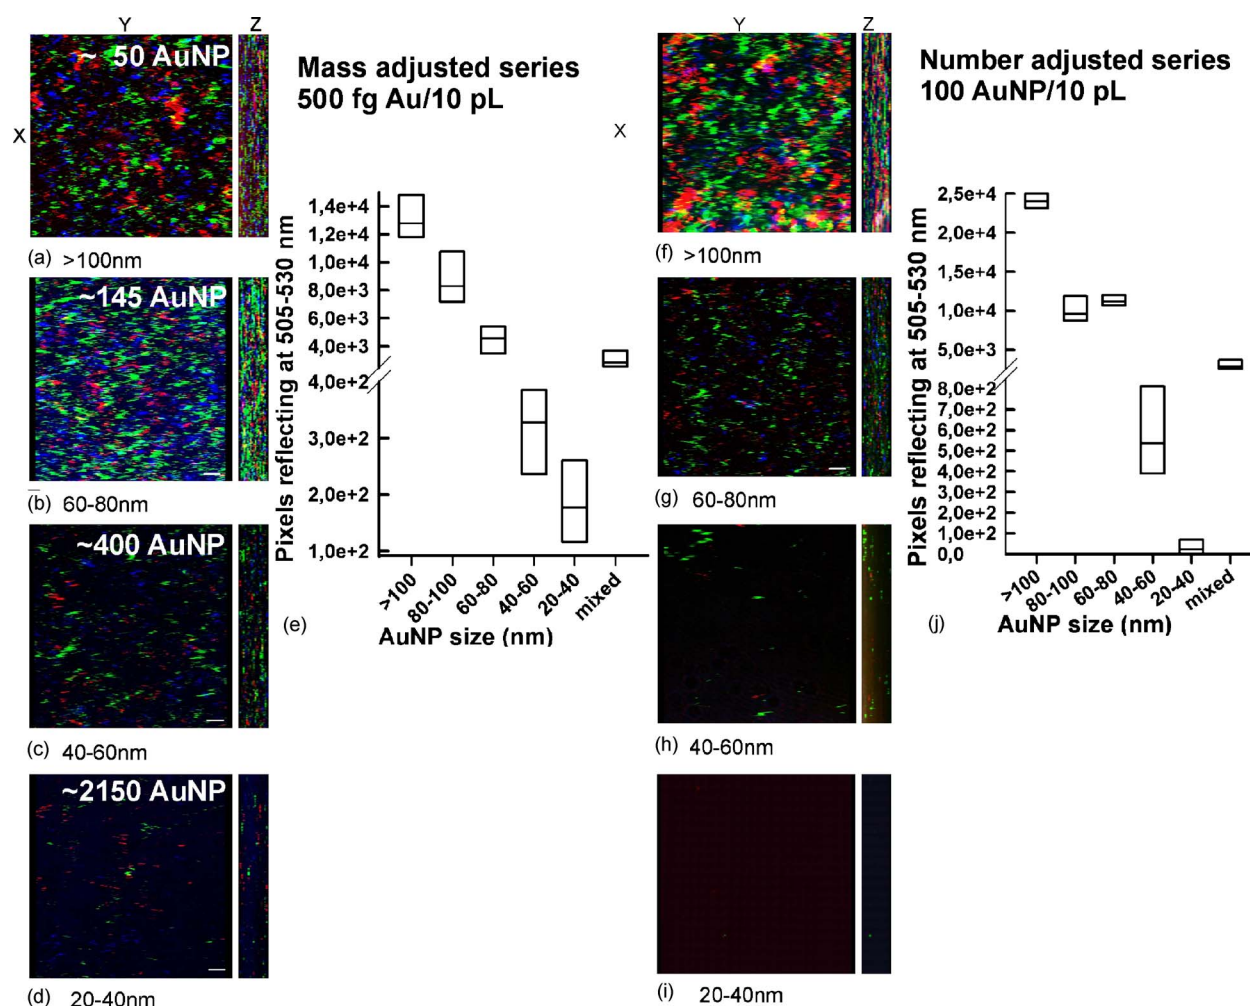 Y Z
~ 50 AuNP
X
(a) >100nm
~145 AuNP
(b) 60-80nm
~400 AuNP
(c) 40-60nm
~2150 AuNP
(d) 20-40nm
Mass adjusted series
500 fg Au/10 pL
Pixels reflecting at 505-530 nm
1,4e+4
1,2e+4
1,0e+4
8,0e+3
6,0e+3
4,0e+3
4,0e+2
3,0e+2
2,0e+2
1,0e+2
>100 80-100 60-80 40-60 20-40 mixed
(e) AuNP size (nm)
Y Z
X
(f) >100nm
(g) 60-80nm
(h) 40-60nm
(i) 20-40nm
Number adjusted series
100 AuNP/10 pL
Pixels reflecting at 505-530 nm
2,5e+4
2,0e+4
1,5e+4
1,0e+4
5,0e+3
8,0e+2
7,0e+2
6,0e+2
5,0e+2
4,0e+2
3,0e+2
2,0e+2
1,0e+2
0,0
>100 80-100 60-80 40-60 20-40 mixed
(j) AuNP size (nm)